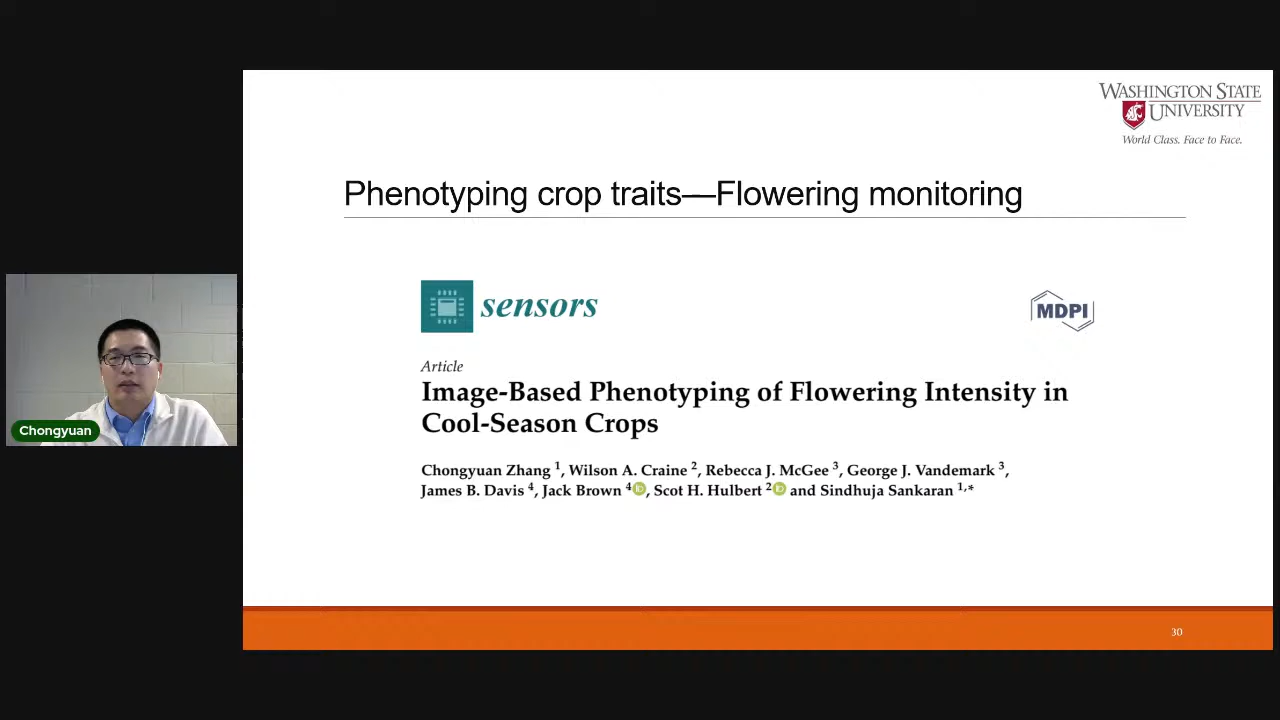 WASHINGTON STATE
UNIVERSITY
World Class. Face to Face.
Phenotyping crop traits—Flowering monitoring
sensors
MDPI
Article
Image-Based Phenotyping of Flowering Intensity in
Cool-Season Crops
Chongyuan Zhang 1, Wilson A. Craine 2, Rebecca J. McGee 3, George J. Vandemark 3,
James B. Davis 4, Jack Brown 4 iD, Scot H. Hulbert 2 iD and Sindhuja Sankaran 1,*
Chongyuan
30